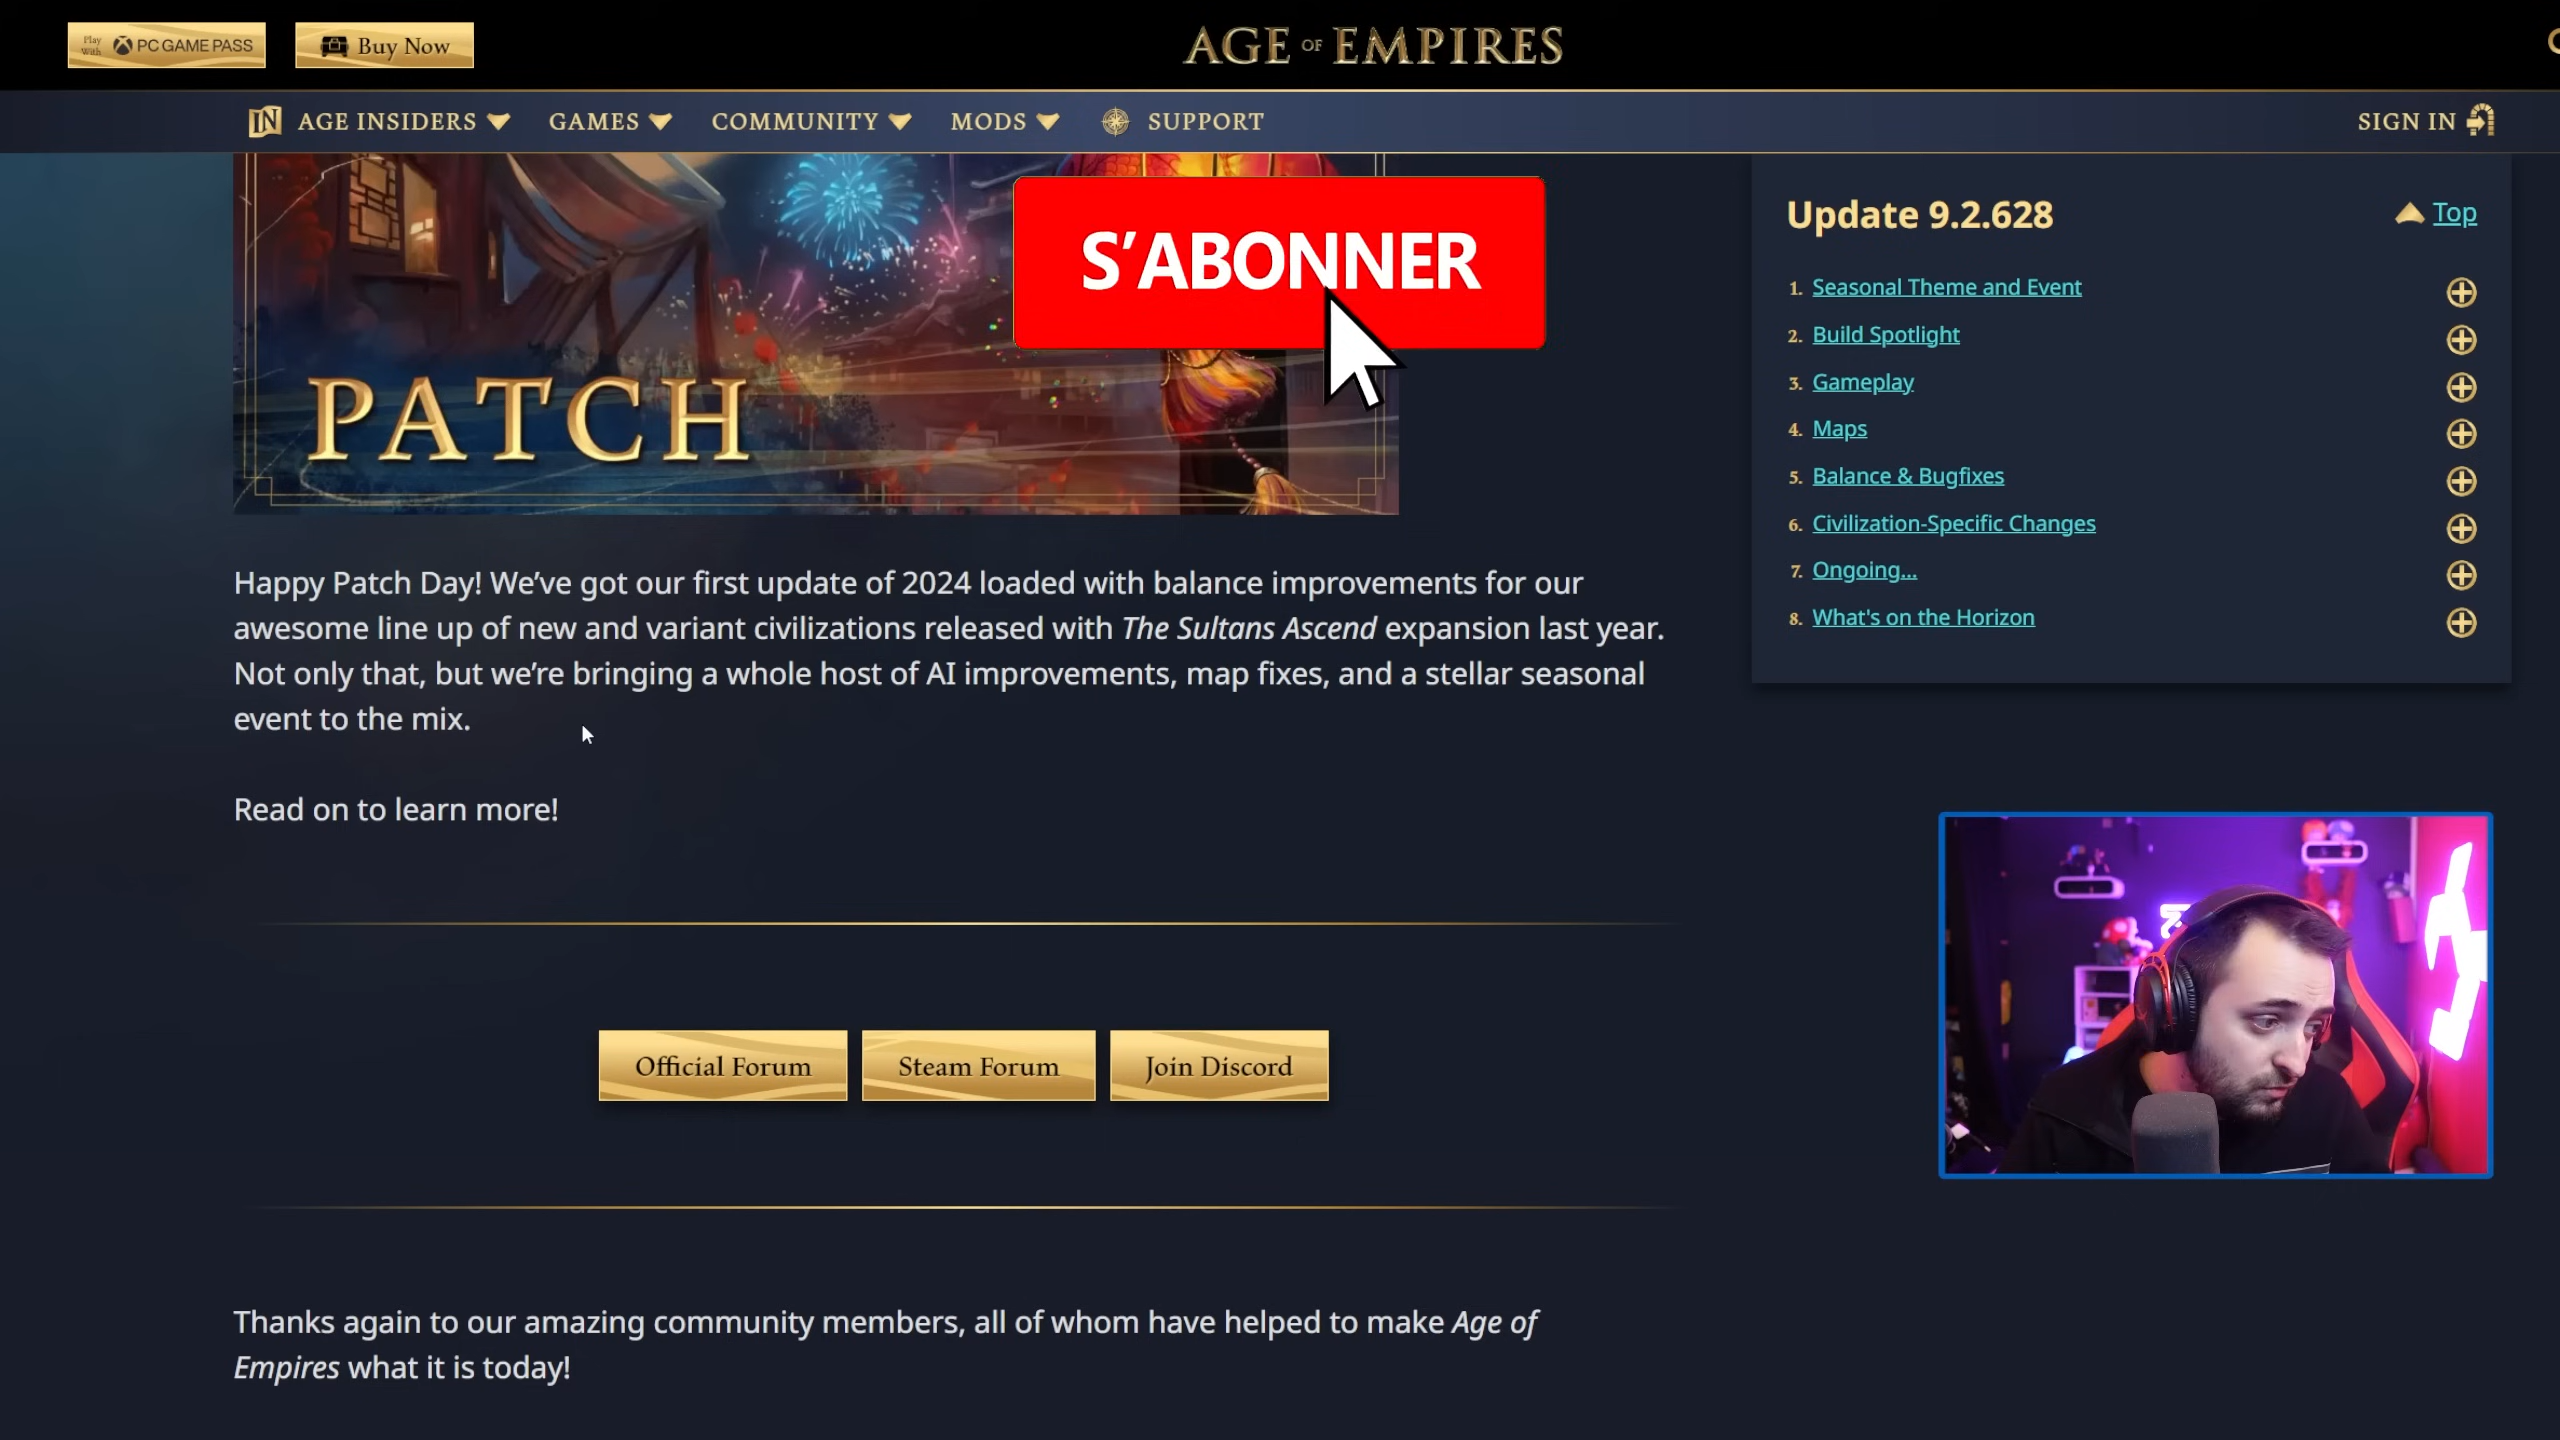 Play With PC GAME PASS
Buy Now
AGE OF EMPIRES
IN AGE INSIDERS
GAMES
COMMUNITY
MODS
SUPPORT
SIGN IN
S'ABONNER
PATCH
Update 9.2.628
Top
1. Seasonal Theme and Event
2. Build Spotlight
3. Gameplay
4. Maps
5. Balance & Bugfixes
6. Civilization-Specific Changes
7. Ongoing...
8. What's on the Horizon
Happy Patch Day! We've got our first update of 2024 loaded with balance improvements for our
awesome line up of new and variant civilizations released with The Sultans Ascend expansion last year.
Not only that, but we're bringing a whole host of AI improvements, map fixes, and a stellar seasonal
event to the mix.
Read on to learn more!
Official Forum
Steam Forum
Join Discord
Thanks again to our amazing community members, all of whom have helped to make Age of
Empires what it is today!